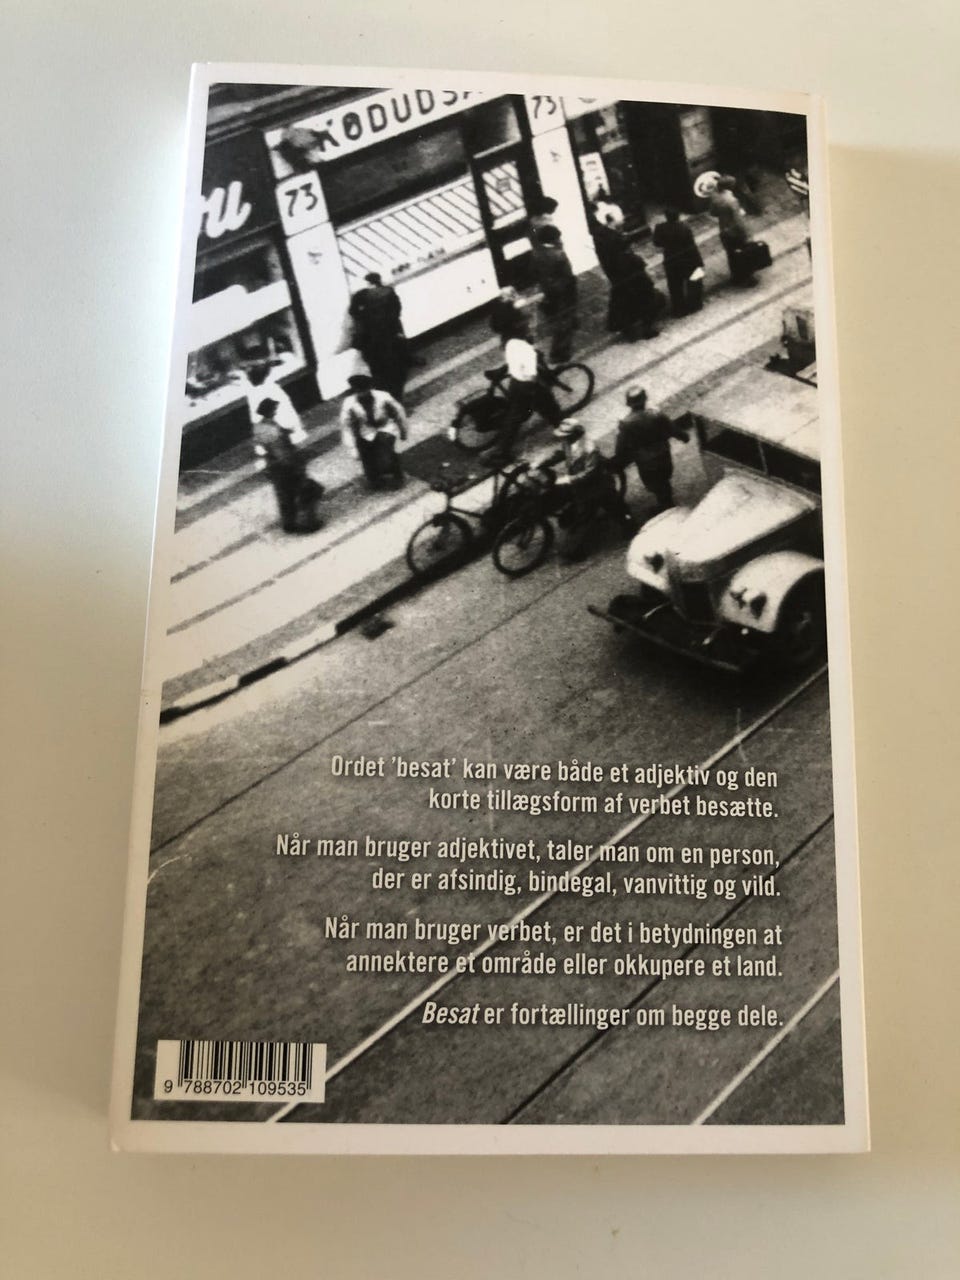 KØDUDSA
73
73
Ordet 'besat' kan være både et adjektiv og den
korte tillægsform af verbet besætte.
Når man bruger adjektivet, taler man om en person,
der er afsindig, bindegal, vanvittig og vild.
Når man bruger verbet, er det i betydningen at
annektere et område eller okkupere et land.
Besat er fortællinger om begge dele.
9 788702 109535